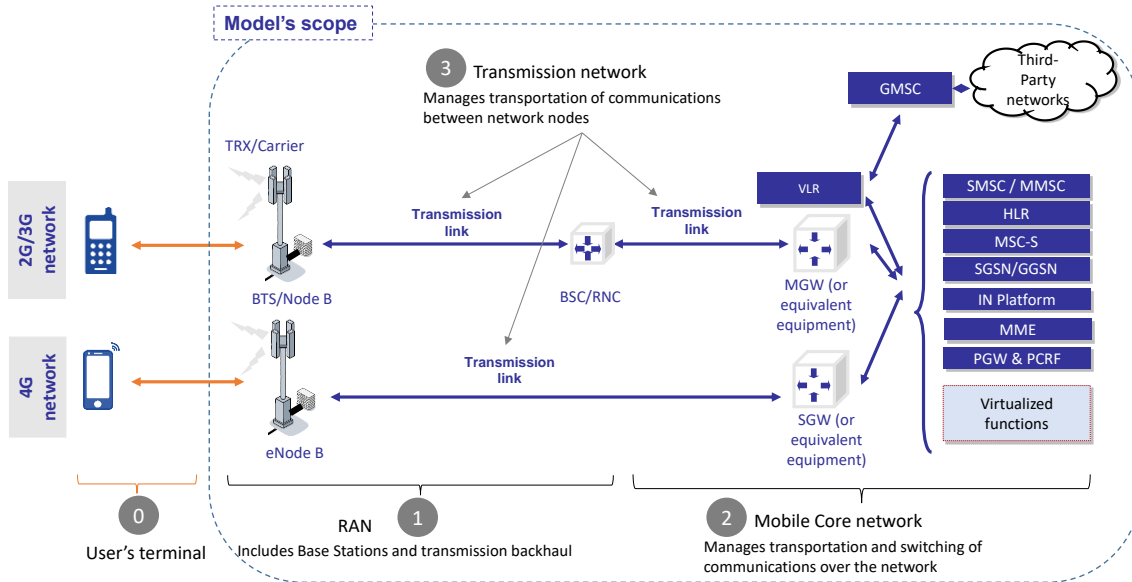 Model's scope
3
Transmission network
Manages transportation of communications
between network nodes
GMSC
Third-
Party
networks
TRX/Carrier
VLR
SMSC / MMSC
HLR
MSC-S
SGSN/GGSN
IN Platform
MME
PGW & PCRF
Virtualized
functions
2G/3G
network
Transmission
link
Transmission
link
BTS/Node B
BSC/RNC
MGW (or
equivalent
equipment)
4G
network
Transmission
link
eNode B
SGW (or
equivalent
equipment)
0
User's terminal
1
RAN
Includes Base Stations and transmission backhaul
2
Mobile Core network
Manages transportation and switching of
communications over the network